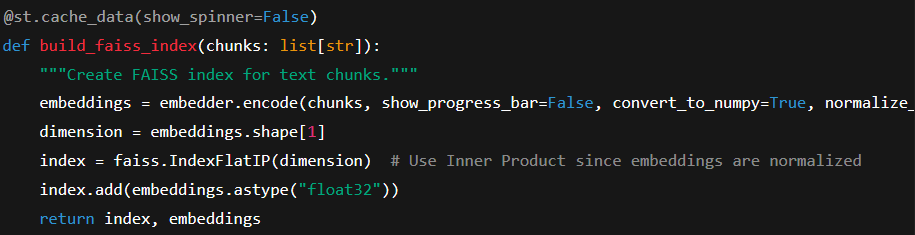 @st.cache_data(show_spinner=False)
def build_faiss_index(chunks: list[str]):
    """Create FAISS index for text chunks."""
    embeddings = embedder.encode(chunks, show_progress_bar=False, convert_to_numpy=True, normalize_
    dimension = embeddings.shape[1]
    index = faiss.IndexFlatIP(dimension)  # Use Inner Product since embeddings are normalized
    index.add(embeddings.astype("float32"))
    return index, embeddings